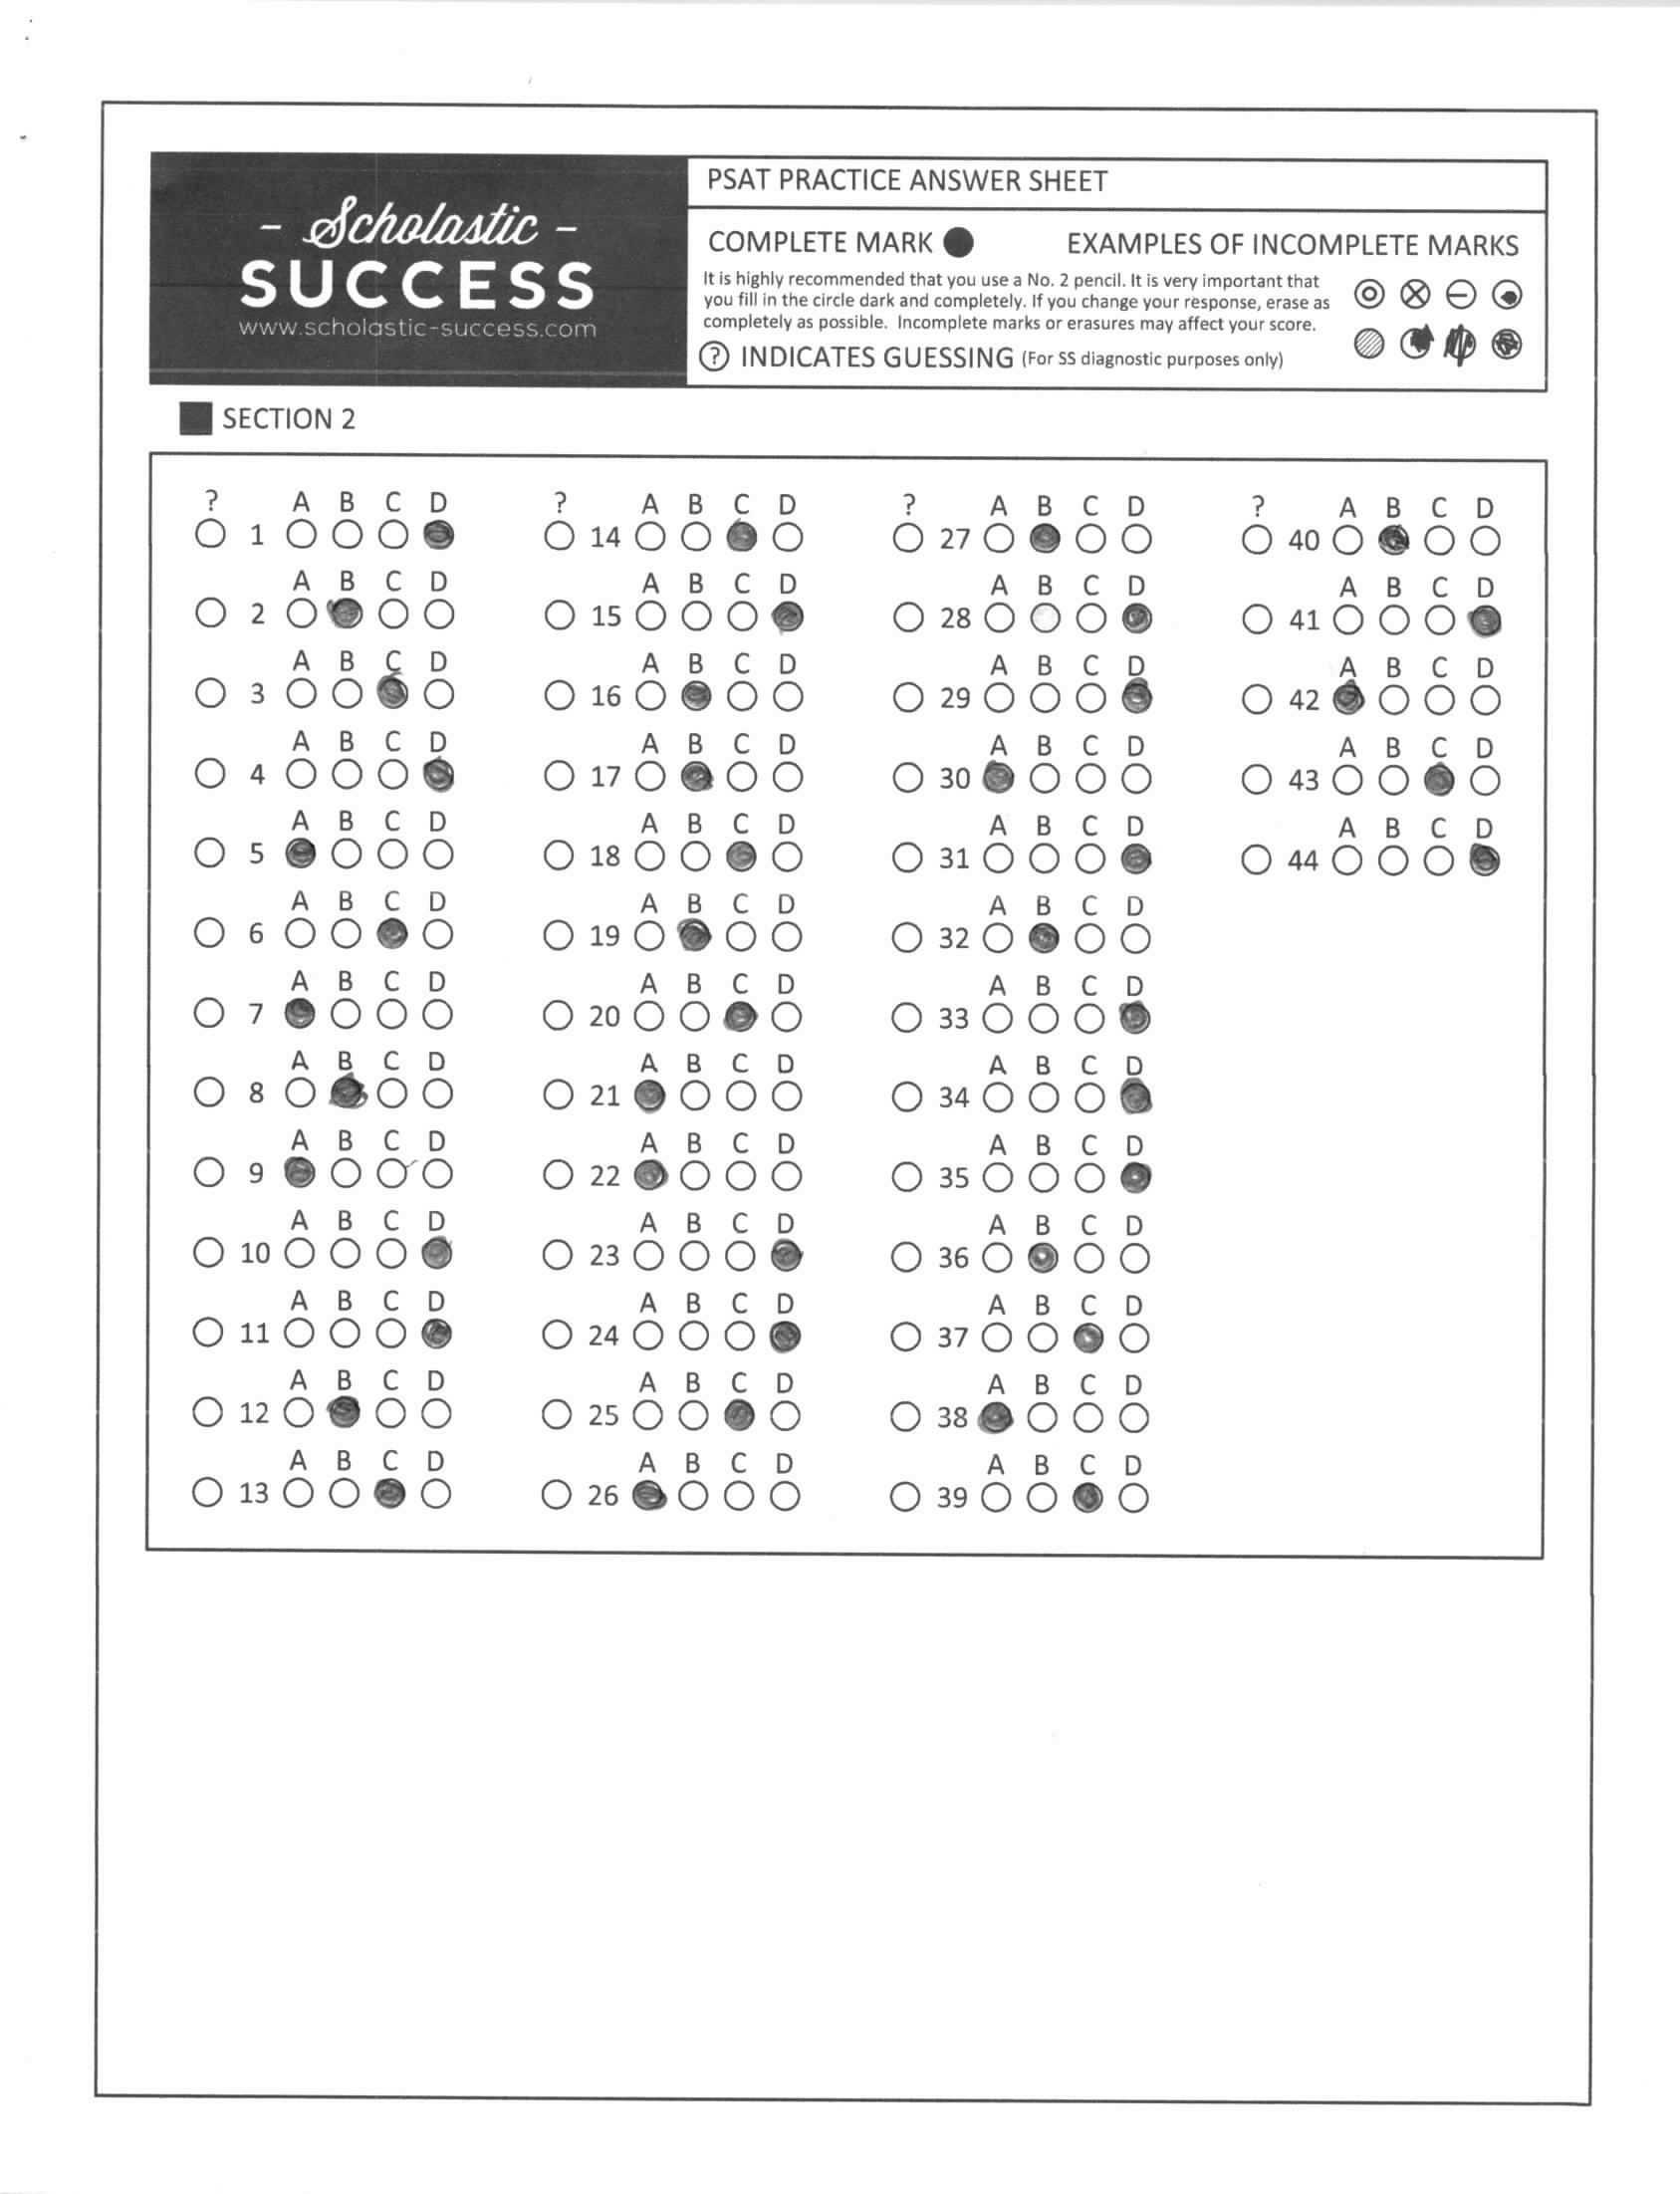 - Scholastic -
SUCCESS
www.scholastic-success.com
PSAT PRACTICE ANSWER SHEET
COMPLETE MARK
EXAMPLES OF INCOMPLETE MARKS
It is highly recommended that you use a No. 2 pencil. It is very important that
you fill in the circle dark and completely. If you change your response, erase as
completely as possible. Incomplete marks or erasures may affect your score.
? INDICATES GUESSING (For SS diagnostic purposes only)
SECTION 2
? A B C D
1
A B C D
2
A B C D
3
A B C D
4
A B C D
5
A B C D
6
A B C D
7
A B C D
8
A B C D
9
A B C D
10
A B C D
11
A B C D
12
A B C D
13
? A B C D
14
A B C D
15
A B C D
16
A B C D
17
A B C D
18
A B C D
19
A B C D
20
A B C D
21
A B C D
22
A B C D
23
A B C D
24
A B C D
25
A B C D
26
? A B C D
27
A B C D
28
A B C D
29
A B C D
30
A B C D
31
A B C D
32
A B C D
33
A B C D
34
A B C D
35
A B C D
36
A B C D
37
A B C D
38
A B C D
39
? A B C D
40
A B C D
41
A B C D
42
A B C D
43
A B C D
44